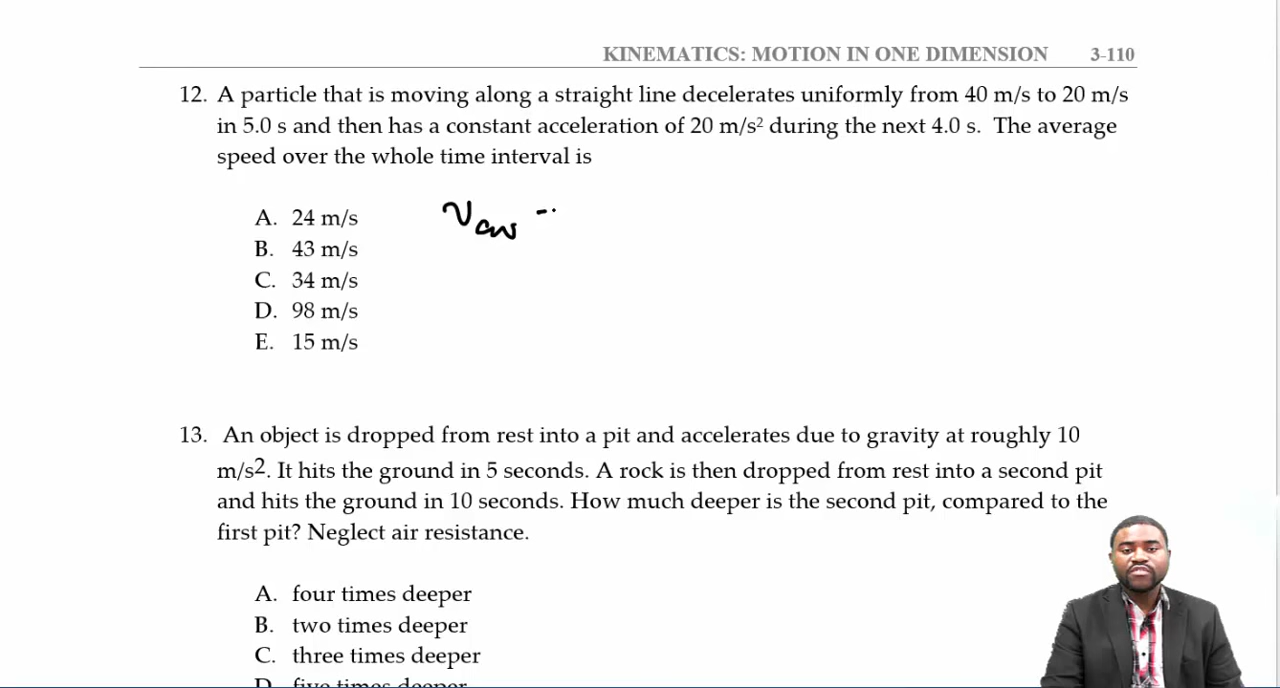 KINEMATICS: MOTION IN ONE DIMENSION 3-110
12. A particle that is moving along a straight line decelerates uniformly from 40 m/s to 20 m/s
in 5.0 s and then has a constant acceleration of 20 m/s² during the next 4.0 s. The average
speed over the whole time interval is
A. 24 m/s
B. 43 m/s
C. 34 m/s
D. 98 m/s
E. 15 m/s
13. An object is dropped from rest into a pit and accelerates due to gravity at roughly 10
m/s2. It hits the ground in 5 seconds. A rock is then dropped from rest into a second pit
and hits the ground in 10 seconds. How much deeper is the second pit, compared to the
first pit? Neglect air resistance.
A. four times deeper
B. two times deeper
C. three times deeper
D. five times deeper